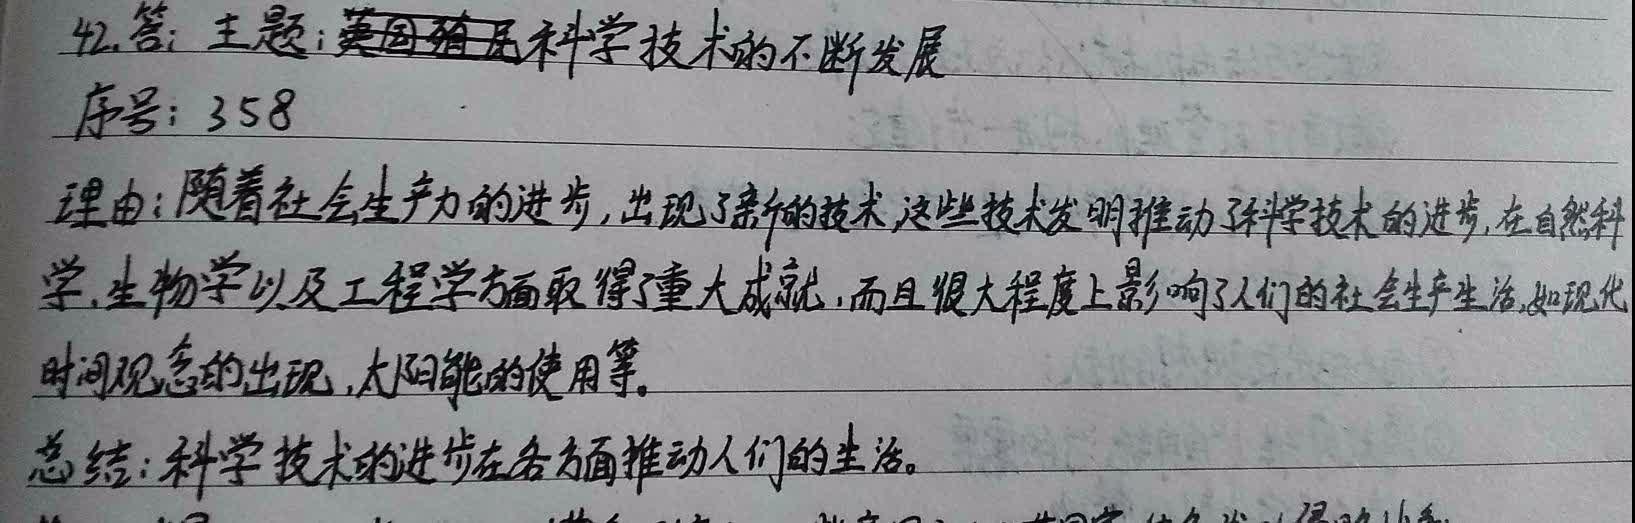 42.答：主题：科学技术的不断发展
序号：358
理由：随着社会生产力的进步，出现了新的技术，这些技术发明推动了科学技术的进步，在自然科
学，生物学以及工程学方面取得了重大成就，而且很大程度上影响了人们的社会生产生活，如现代
时间观念的出现，太阳能的使用等。
总结：科学技术的进步在各方面推动人们的生活。